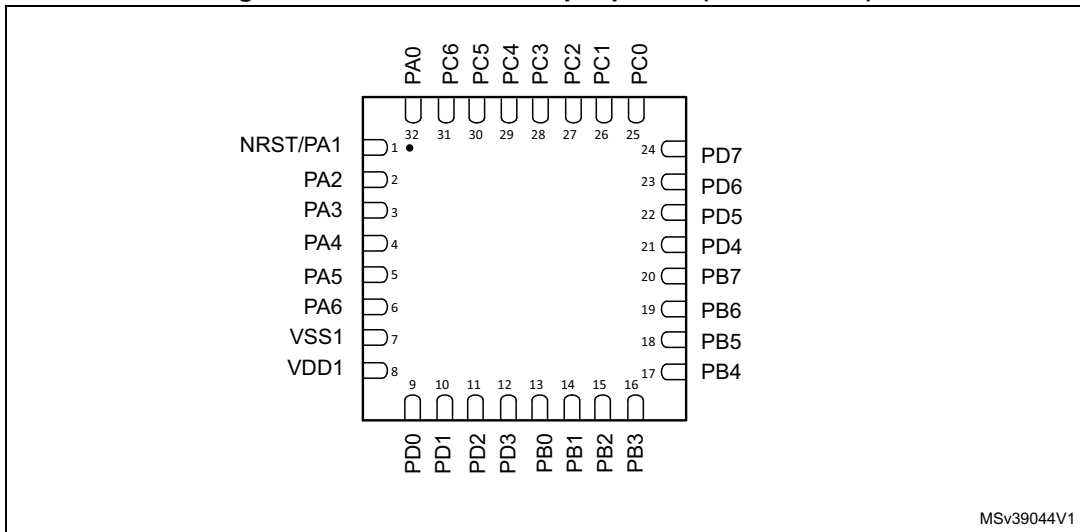 PA0 PC6 PC5 PC4 PC3 PC2 PC1 PC0
32 31 30 29 28 27 26 25
NRST/PA1 1 24 PD7
PA2 2 23 PD6
PA3 3 22 PD5
PA4 4 21 PD4
PA5 5 20 PB7
PA6 6 19 PB6
VSS1 7 18 PB5
VDD1 8 17 PB4
9 10 11 12 13 14 15 16
PD0 PD1 PD2 PD3 PB0 PB1 PB2 PB3
MSv39044V1